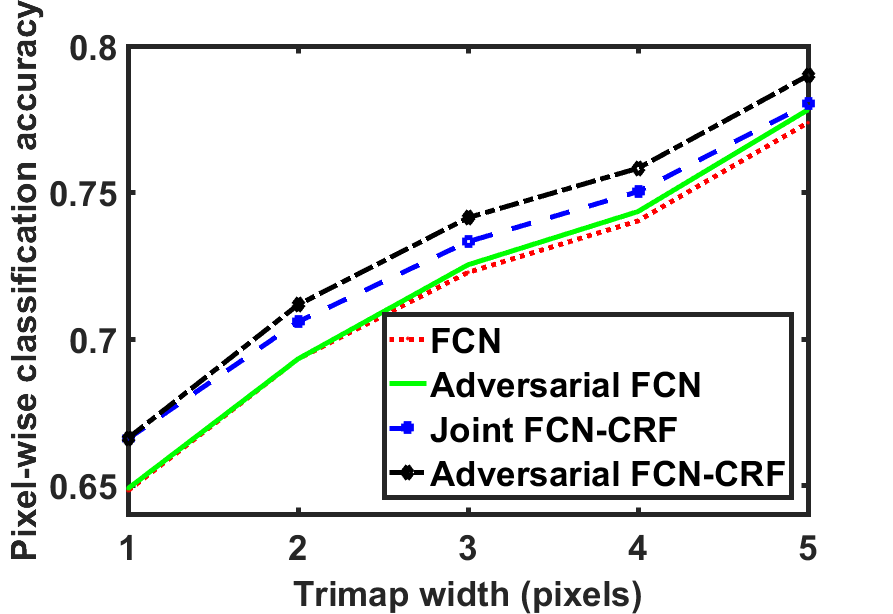 Pixel-wise classification accuracy
0.8
0.75
0.7
0.65
FCN
Adversarial FCN
Joint FCN-CRF
Adversarial FCN-CRF
1 2 3 4 5
Trimap width (pixels)